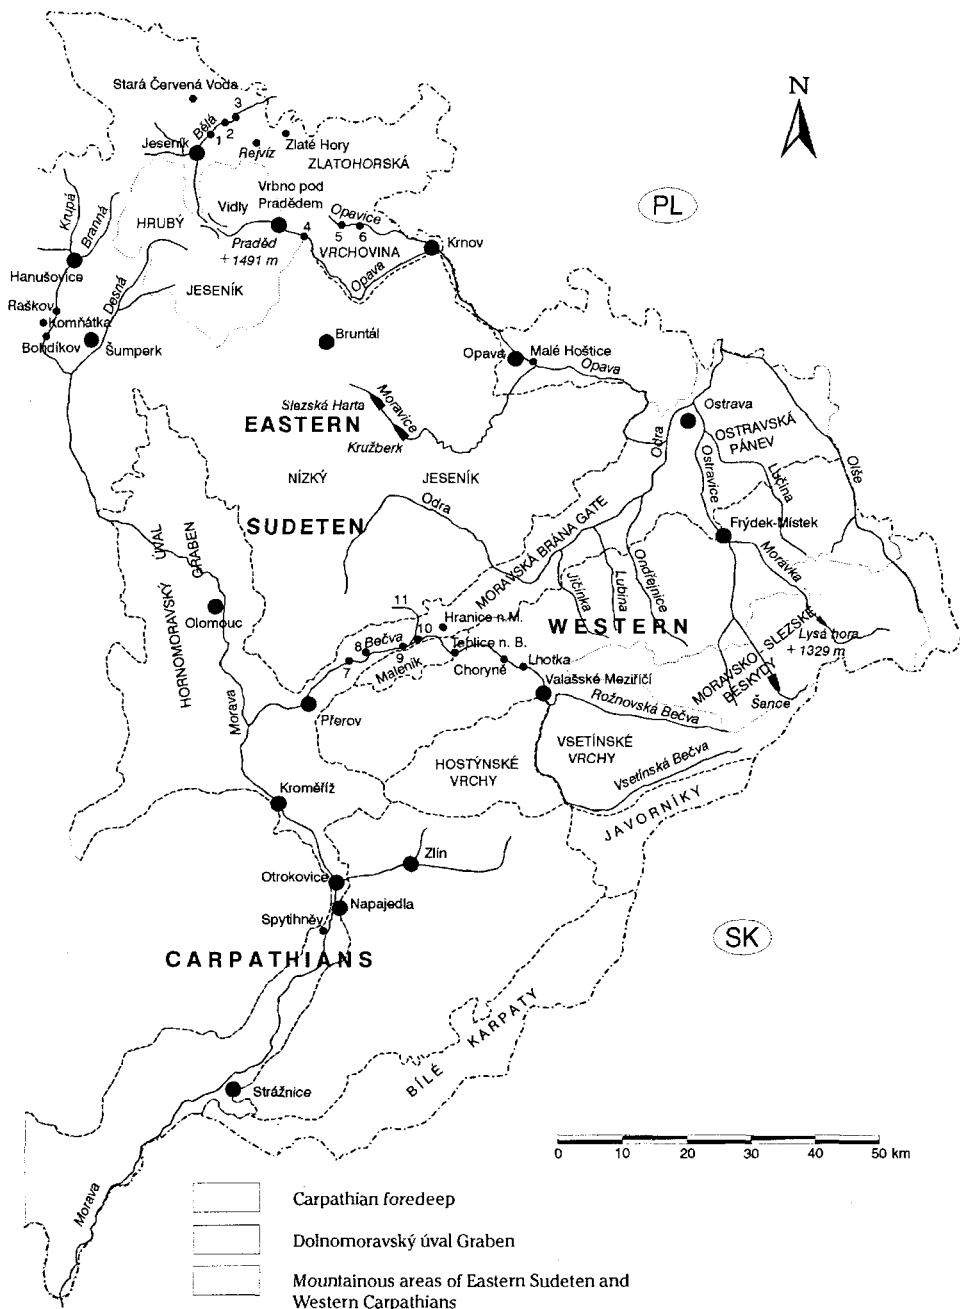 N
Stará Červená Voda
3
Bělá
2
1
Jeseník
Rejvíz
Zlaté Hory
ZLATOHORSKÁ
PL
Krupá
Branná
HRUBÝ
Vidly
Vrbno pod
Pradědem
Opavice
4
5
6
Praděd
+ 1491 m
VRCHOVINA
Krnov
Hanušovice
Desná
JESENÍK
Opava
Raškov
Komňátka
Bohdíkov
Šumperk
Bruntál
Opava
Malé Hoštice
Opava
Slezská Harta
Moravice
EASTERN
Kružberk
Ostrava
OSTRAVSKÁ
PÁNEV
Odra
Ostravice
Lučina
Olše
NÍZKÝ
JESENÍK
Odra
SUDETEN
Frýdek-Místek
HORNOMORAVSKÝ
ÚVAL
GRABEN
MORAVSKÁ BRANA GATE
Morávka
Jičínka
Lubina
Ondřejnice
Olomouc
11
10
Hranice n.M.
WESTERN
MORAVSKO - SLEZSKÉ
BESKYDY
Lysá hora
+ 1329 m
8
Bečva
9
7
Maleník
Teplice n. B.
Choryně
Lhotka
Valašské Meziříčí
Rožnovská Bečva
Šance
Morava
Přerov
HOSTÝNSKÉ
VRCHY
VSETÍNSKÉ
VRCHY
Vsetínská Bečva
Kroměříž
JAVORNÍKY
Zlín
Otrokovice
Napajedla
Spytihněv
SK
CARPATHIANS
BÍLÉ KARPATY
Strážnice
0 10 20 30 40 50 km
Morava
Carpathian foredeep
Dolnomoravský úval Graben
Mountainous areas of Eastern Sudeten and
Western Carpathians